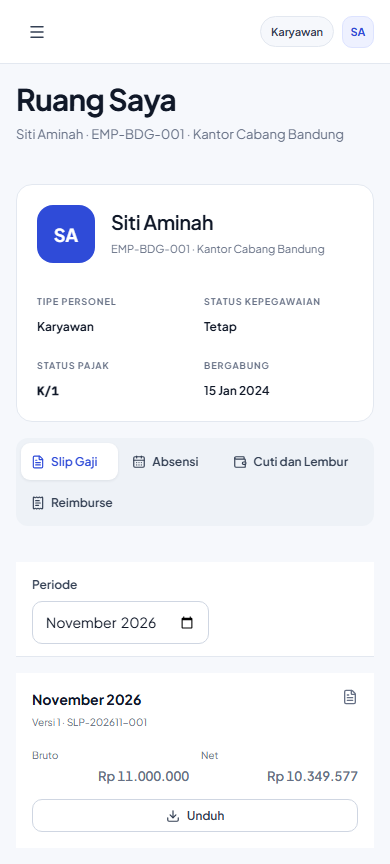 Karyawan
SA
Ruang Saya
Siti Aminah · EMP-BDG-001 · Kantor Cabang Bandung
SA
Siti Aminah
EMP-BDG-001 · Kantor Cabang Bandung
TIPE PERSONEL
Karyawan
STATUS KEPEGAWAIAN
Tetap
STATUS PAJAK
K/1
BERGABUNG
15 Jan 2024
Slip Gaji
Absensi
Cuti dan Lembur
Reimburse
Periode
November 2026
November 2026
Versi 1 · SLP-202611-001
Bruto
Rp 11.000.000
Net
Rp 10.349.577
Unduh